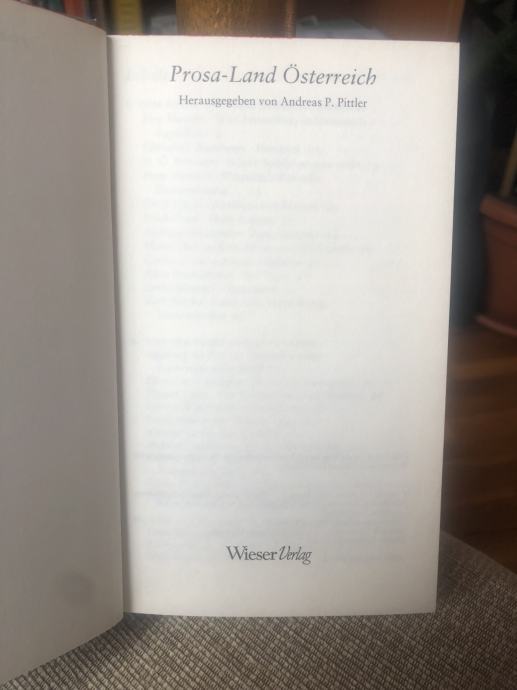 Prosa-Land Österreich
Herausgegeben von Andreas P. Pittler
Wieser Verlag